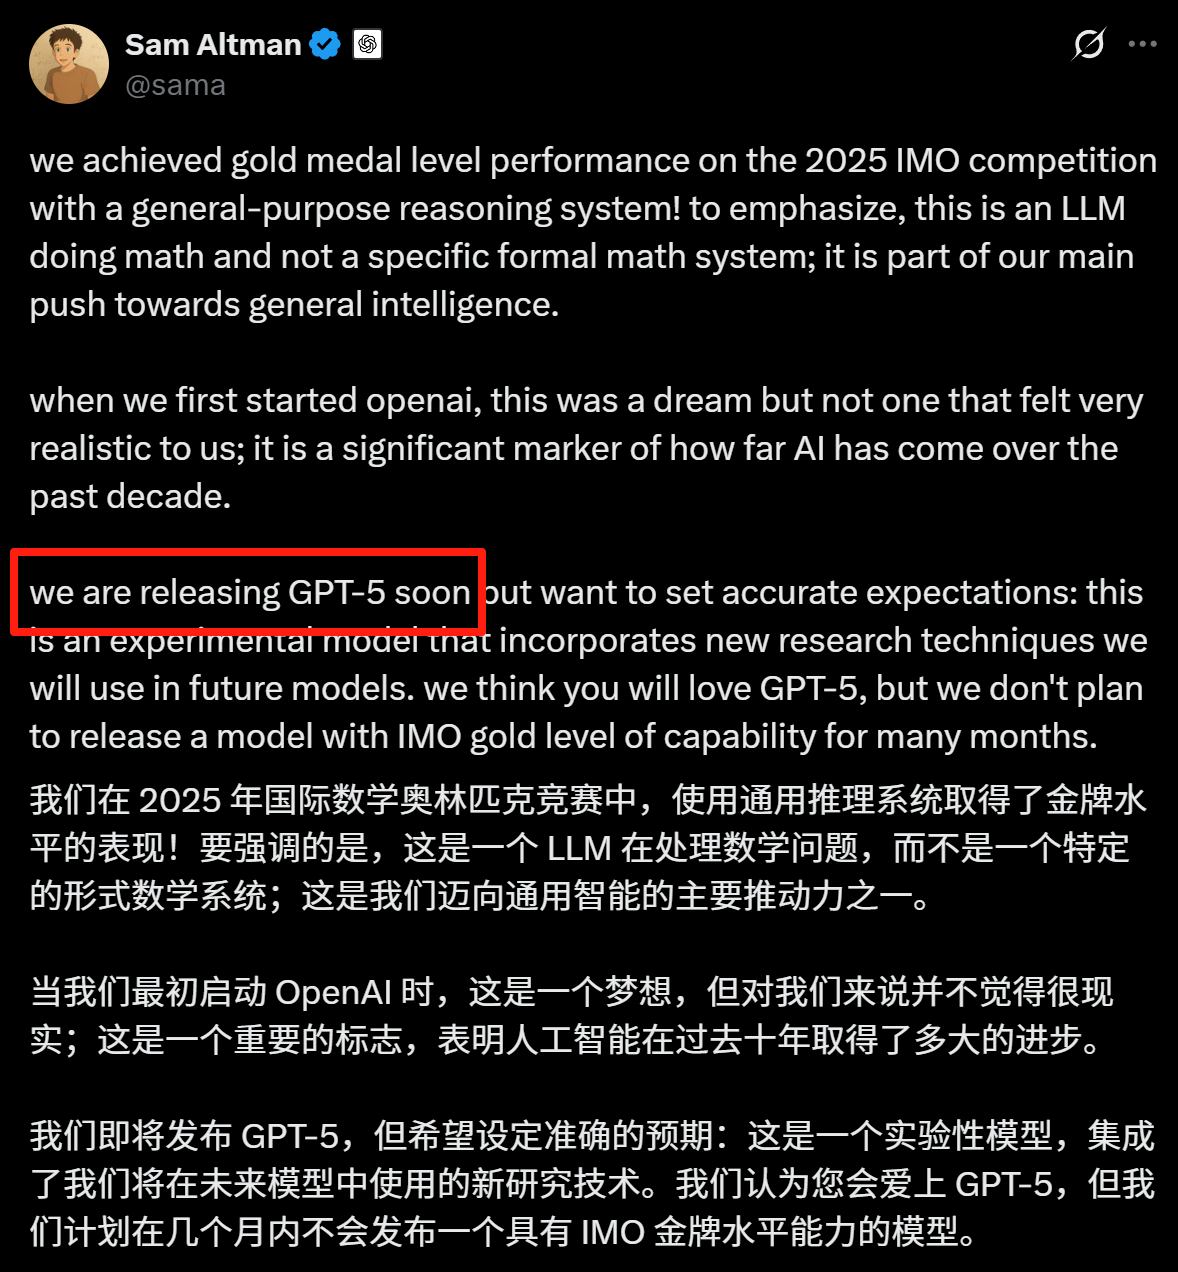 Sam Altman
@sama
we achieved gold medal level performance on the 2025 IMO competition
with a general-purpose reasoning system! to emphasize, this is an LLM
doing math and not a specific formal math system; it is part of our main
push towards general intelligence.
when we first started openai, this was a dream but not one that felt very
realistic to us; it is a significant marker of how far AI has come over the
past decade.
we are releasing GPT-5 soon but want to set accurate expectations: this
is an experimental model that incorporates new research techniques we
will use in future models. we think you will love GPT-5, but we don't plan
to release a model with IMO gold level of capability for many months.
我们在 2025 年国际数学奥林匹克竞赛中，使用通用推理系统取得了金牌水
平的表现！要强调的是，这是一个 LLM 在处理数学问题，而不是一个特定
的形式数学系统；这是我们迈向通用智能的主要推动力之一。
当我们最初启动 OpenAI 时，这是一个梦想，但对我们来说并不觉得很现
实；这是一个重要的标志，表明人工智能在过去十年取得了多大的进步。
我们即将发布 GPT-5，但希望设定准确的预期：这是一个实验性模型，集成
了我们将在未来模型中使用的新研究技术。我们认为您会爱上 GPT-5，但我
们计划在几个月内不会发布一个具有 IMO 金牌水平能力的模型。